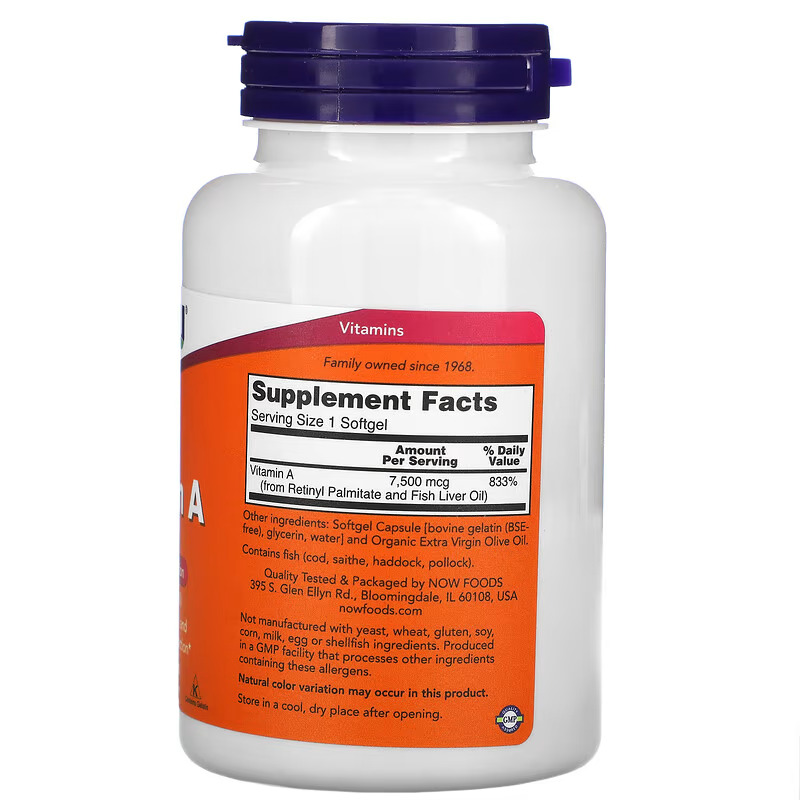 Vitamins
Family owned since 1968.
Supplement Facts
Serving Size 1 Softgel
Amount Per Serving
% Daily Value
Vitamin A 7,500 mcg 833%
(from Retinyl Palmitate and Fish Liver Oil)
Other ingredients: Softgel Capsule [bovine gelatin (BSE-
free), glycerin, water] and Organic Extra Virgin Olive Oil.
Contains fish (cod, saithe, haddock, pollock).
Quality Tested & Packaged by NOW FOODS
395 S. Glen Ellyn Rd., Bloomingdale, IL 60108, USA
nowfoods.com
Not manufactured with yeast, wheat, gluten, soy,
corn, milk, egg or shellfish ingredients. Produced
in a GMP facility that processes other ingredients
containing these allergens.
Natural color variation may occur in this product.
Store in a cool, dry place after opening.
GMP
A
K